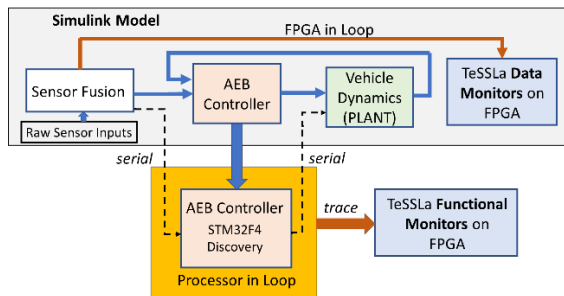 Simulink Model
FPGA in Loop
Sensor Fusion
Raw Sensor Inputs
AEB
Controller
Vehicle
Dynamics
(PLANT)
TeSSLa Data
Monitors on
FPGA
serial
serial
AEB Controller
STM32F4
Discovery
Processor in Loop
trace
TeSSLa Functional
Monitors on
FPGA